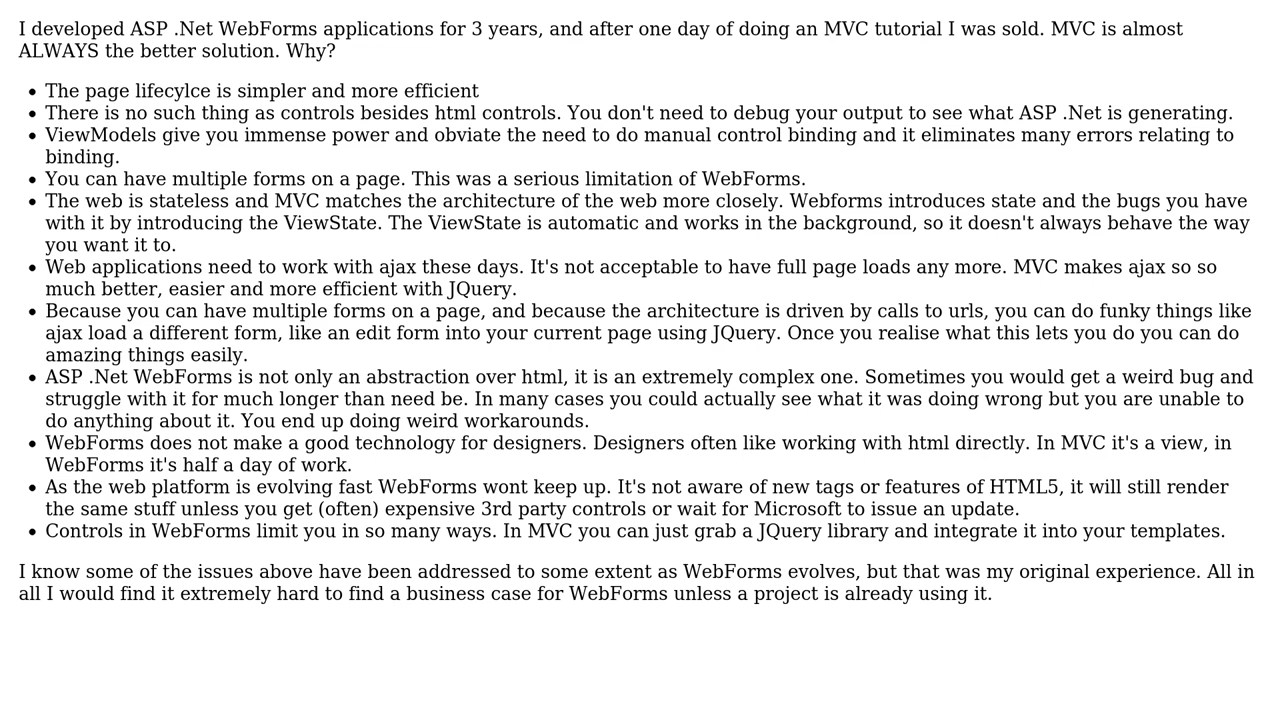 I developed ASP .Net WebForms applications for 3 years, and after one day of doing an MVC tutorial I was sold. MVC is almost
ALWAYS the better solution. Why?
• The page lifecylce is simpler and more efficient
• There is no such thing as controls besides html controls. You don't need to debug your output to see what ASP .Net is generating.
• ViewModels give you immense power and obviate the need to do manual control binding and it eliminates many errors relating to
binding.
• You can have multiple forms on a page. This was a serious limitation of WebForms.
• The web is stateless and MVC matches the architecture of the web more closely. Webforms introduces state and the bugs you have
with it by introducing the ViewState. The ViewState is automatic and works in the background, so it doesn't always behave the way
you want it to.
• Web applications need to work with ajax these days. It's not acceptable to have full page loads any more. MVC makes ajax so so
much better, easier and more efficient with JQuery.
• Because you can have multiple forms on a page, and because the architecture is driven by calls to urls, you can do funky things like
ajax load a different form, like an edit form into your current page using JQuery. Once you realise what this lets you do you can do
amazing things easily.
• ASP .Net WebForms is not only an abstraction over html, it is an extremely complex one. Sometimes you would get a weird bug and
struggle with it for much longer than need be. In many cases you could actually see what it was doing wrong but you are unable to
do anything about it. You end up doing weird workarounds.
• WebForms does not make a good technology for designers. Designers often like working with html directly. In MVC it's a view, in
WebForms it's half a day of work.
• As the web platform is evolving fast WebForms wont keep up. It's not aware of new tags or features of HTML5, it will still render
the same stuff unless you get (often) expensive 3rd party controls or wait for Microsoft to issue an update.
• Controls in WebForms limit you in so many ways. In MVC you can just grab a JQuery library and integrate it into your templates.
I know some of the issues above have been addressed to some extent as WebForms evolves, but that was my original experience. All in
all I would find it extremely hard to find a business case for WebForms unless a project is already using it.